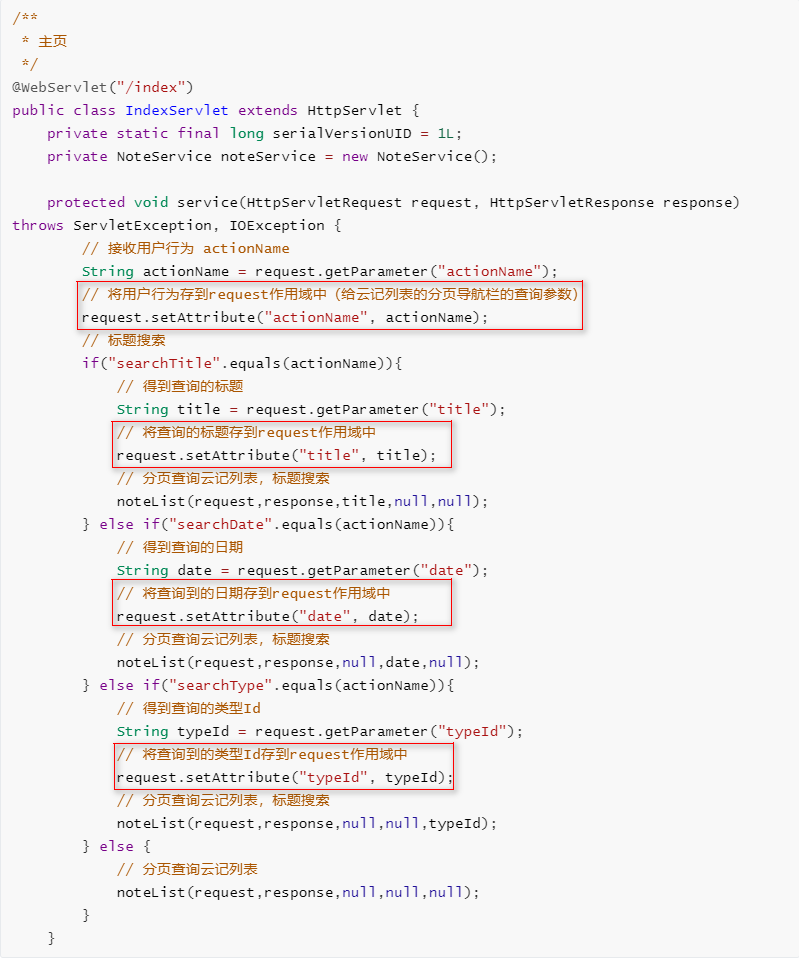 /**
 * 主页
 */
@WebServlet("/index")
public class IndexServlet extends HttpServlet {
    private static final long serialVersionUID = 1L;
    private NoteService noteService = new NoteService();

    protected void service(HttpServletRequest request, HttpServletResponse response)
throws ServletException, IOException {
        // 接收用户行为 actionName
        String actionName = request.getParameter("actionName");
        // 将用户行为存到request作用域中（给云记列表的分页导航栏的查询参数）
        request.setAttribute("actionName", actionName);
        // 标题搜索
        if("searchTitle".equals(actionName)){
            // 得到查询的标题
            String title = request.getParameter("title");
            // 将查询的标题存到request作用域中
            request.setAttribute("title", title);
            // 分页查询云记列表，标题搜索
            noteList(request,response,title,null,null);
        } else if("searchDate".equals(actionName)){
            // 得到查询的日期
            String date = request.getParameter("date");
            // 将查询到的日期存到request作用域中
            request.setAttribute("date", date);
            // 分页查询云记列表，标题搜索
            noteList(request,response,null,date,null);
        } else if("searchType".equals(actionName)){
            // 得到查询的类型Id
            String typeId = request.getParameter("typeId");
            // 将查询到的类型Id存到request作用域中
            request.setAttribute("typeId", typeId);
            // 分页查询云记列表，标题搜索
            noteList(request,response,null,null,typeId);
        } else {
            // 分页查询云记列表
            noteList(request,response,null,null,null);
        }
    }